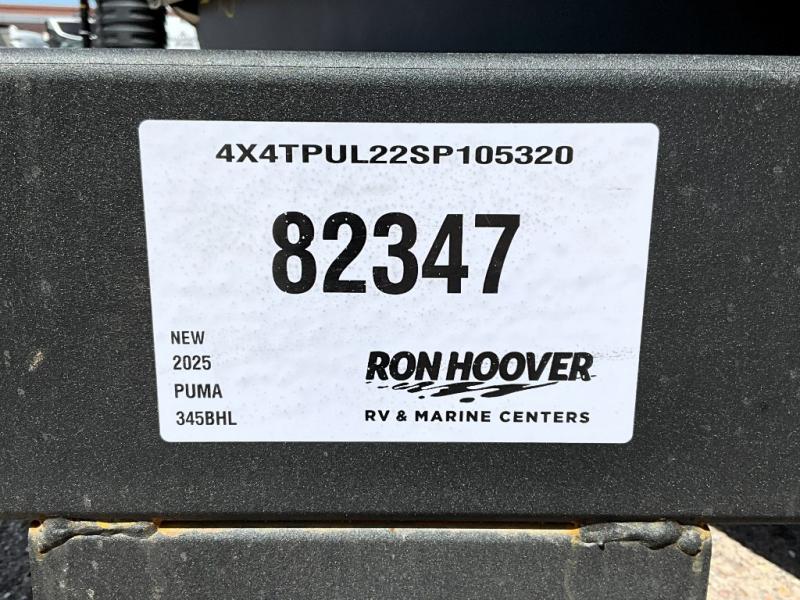 4X4TPUL22SP105320
82347
NEW
2025
PUMA
345BHL
RON HOOVER
RV & MARINE CENTERS